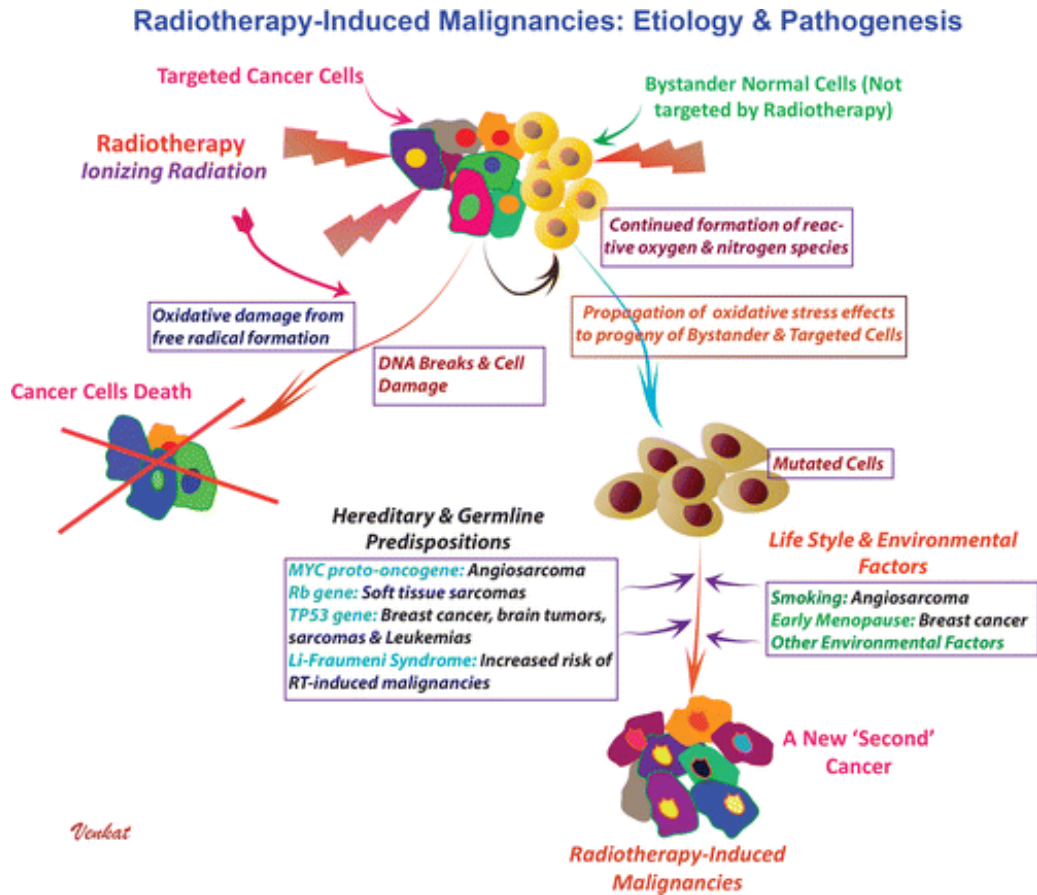 Radiotherapy-Induced Malignancies: Etiology & Pathogenesis
Targeted Cancer Cells
Bystander Normal Cells (Not
targeted by Radiotherapy)
Radiotherapy
Ionizing Radiation
Continued formation of reac-
tive oxygen & nitrogen species
Oxidative damage from
free radical formation
Propagation of oxidative stress effects
to progeny of Bystander & Targeted Cells
DNA Breaks & Cell
Damage
Cancer Cells Death
Mutated Cells
Hereditary & Germline
Predispositions
MYC proto-oncogene: Angiosarcoma
Rb gene: Soft tissue sarcomas
TP53 gene: Breast cancer, brain tumors,
sarcomas & Leukemias
Li-Fraumeni Syndrome: Increased risk of
RT-induced malignancies
Life Style & Environmental
Factors
Smoking: Angiosarcoma
Early Menopause: Breast cancer
Other Environmental Factors
A New ‘Second’
Cancer
Venkat
Radiotherapy-Induced
Malignancies